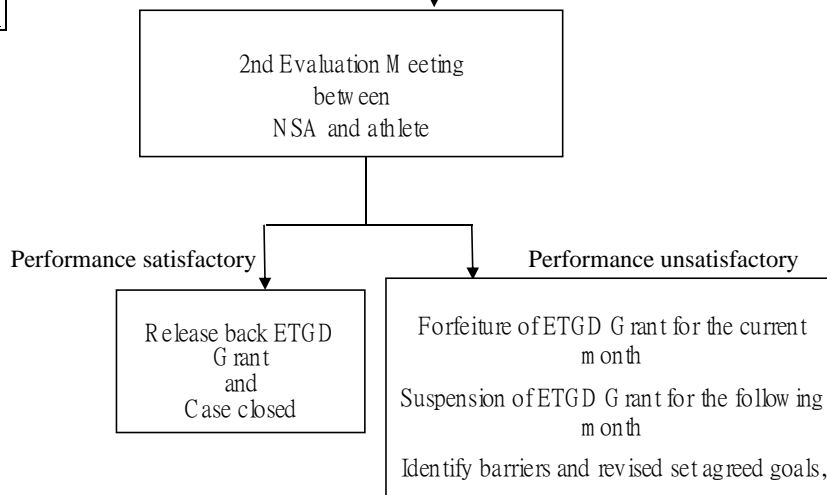 2nd Evaluation Meeting
between
NSA and athlete
Performance satisfactory
Performance unsatisfactory
Release back ETGD
Grant
and
Case closed
Forfeiture of ETGD Grant for the current
month
Suspension of ETGD Grant for the following
month
Identify barriers and revised set agreed goals,